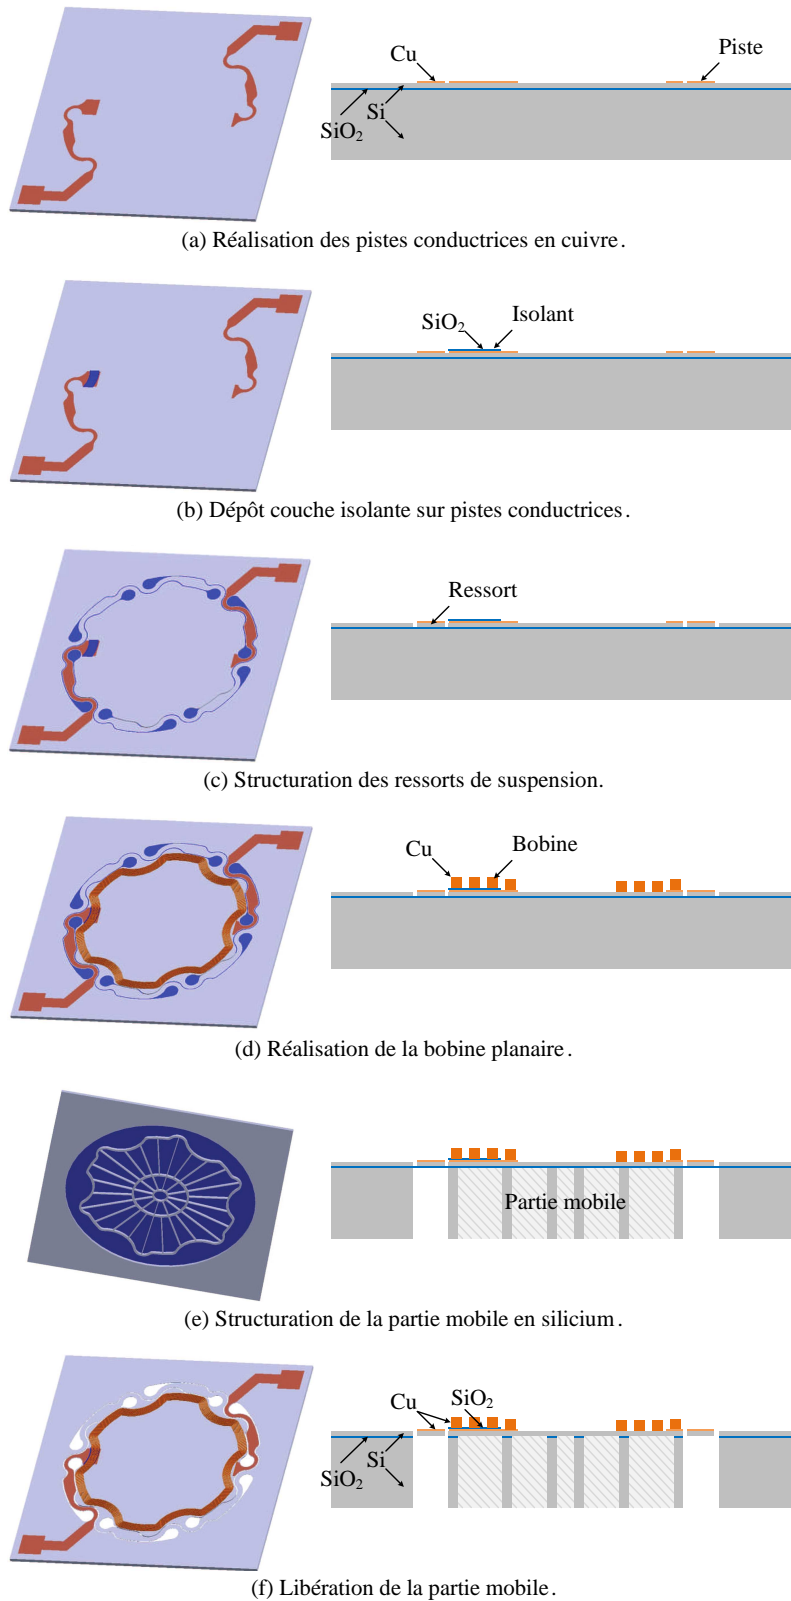 Cu
Piste
Si
SiO2
(a) Réalisation des pistes conductrices en cuivre.
Isolant
SiO2
(b) Dépôt couche isolante sur pistes conductrices.
Ressort
(c) Structuration des ressorts de suspension.
Cu
Bobine
(d) Réalisation de la bobine planaire.
Partie mobile
(e) Structuration de la partie mobile en silicium.
Cu
SiO2
Si
SiO2
(f) Libération de la partie mobile.